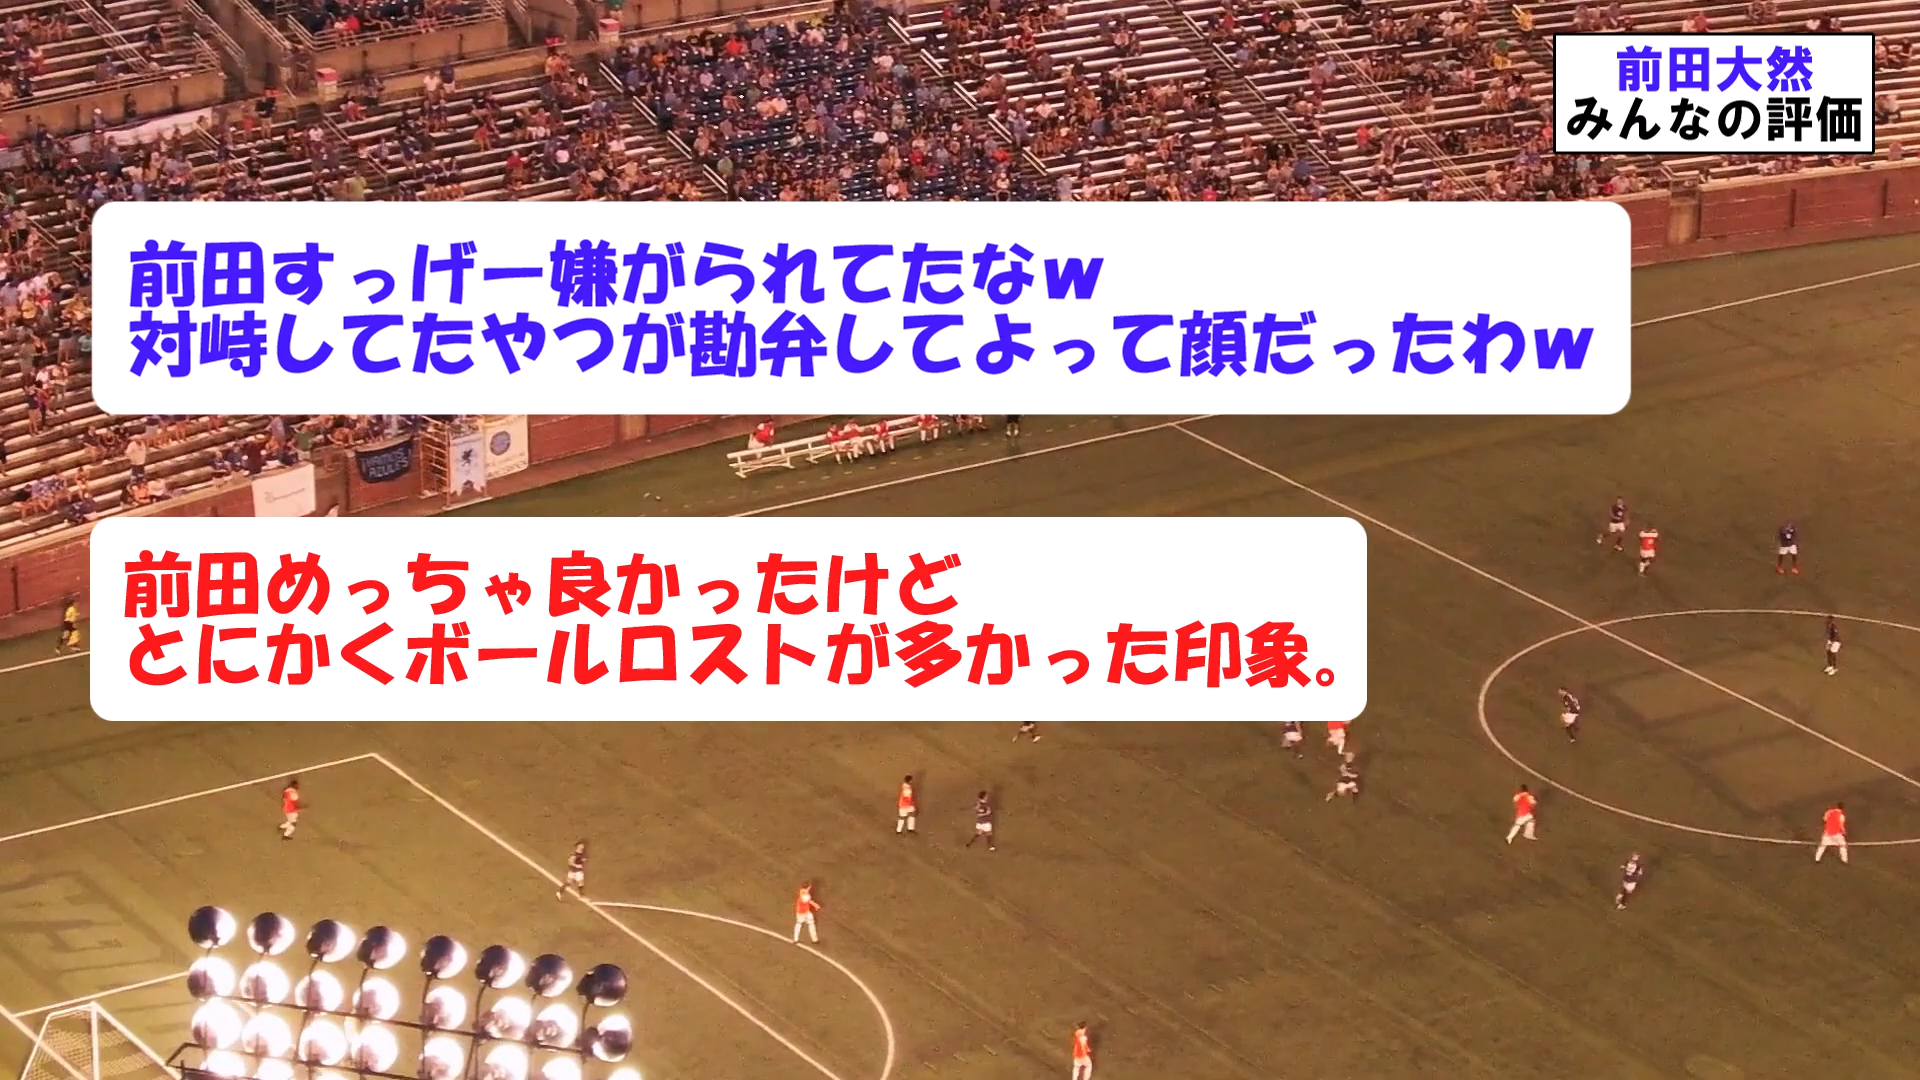 前田大然
みんなの評価
前田すっげー嫌がられてたなw
対峙してたやつが勘弁してよって顔だったわw
前田めっちゃ良かったけど
とにかくボールロストが多かった印象。
VAMOS
AZULES